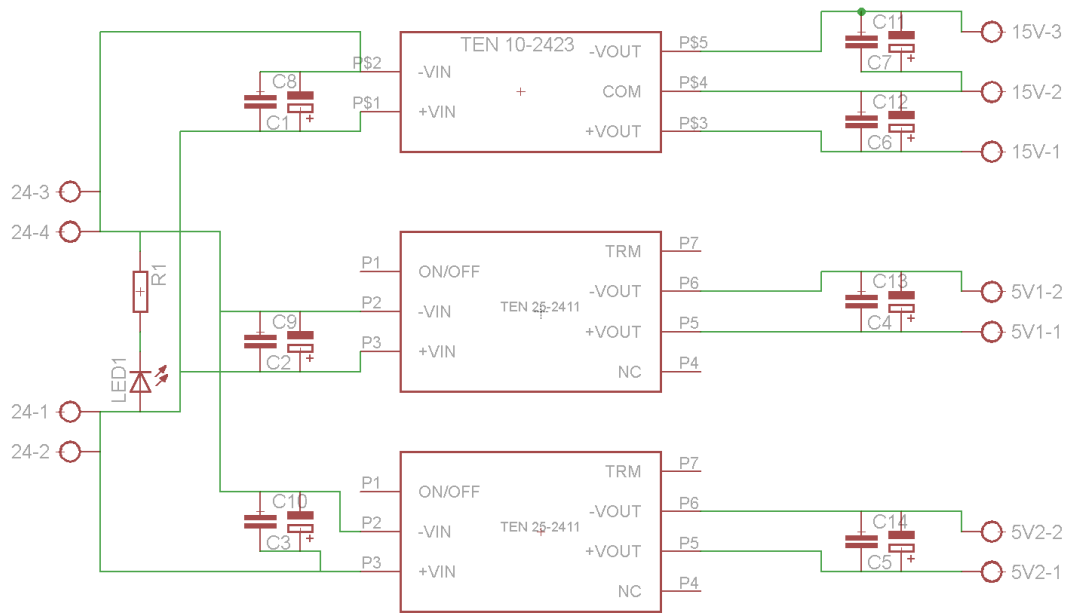 TEN 10-2423
P$2
-VIN
P$1
+VIN
-VOUT
P$5
COM
P$4
+VOUT
P$3
C8
C1
+
C11
C7
+
C12
C6
+
15V-3
15V-2
15V-1
24-3
24-4
R1
LED1
24-1
24-2
P1
ON/OFF
P2
-VIN
P3
+VIN
TEN 25-2411
TRM
P7
-VOUT
P6
+VOUT
P5
NC
P4
C9
C2
+
C13
C4
+
5V1-2
5V1-1
P1
ON/OFF
P2
-VIN
P3
+VIN
TEN 25-2411
TRM
P7
-VOUT
P6
+VOUT
P5
NC
P4
C10
C3
+
C14
C5
+
5V2-2
5V2-1